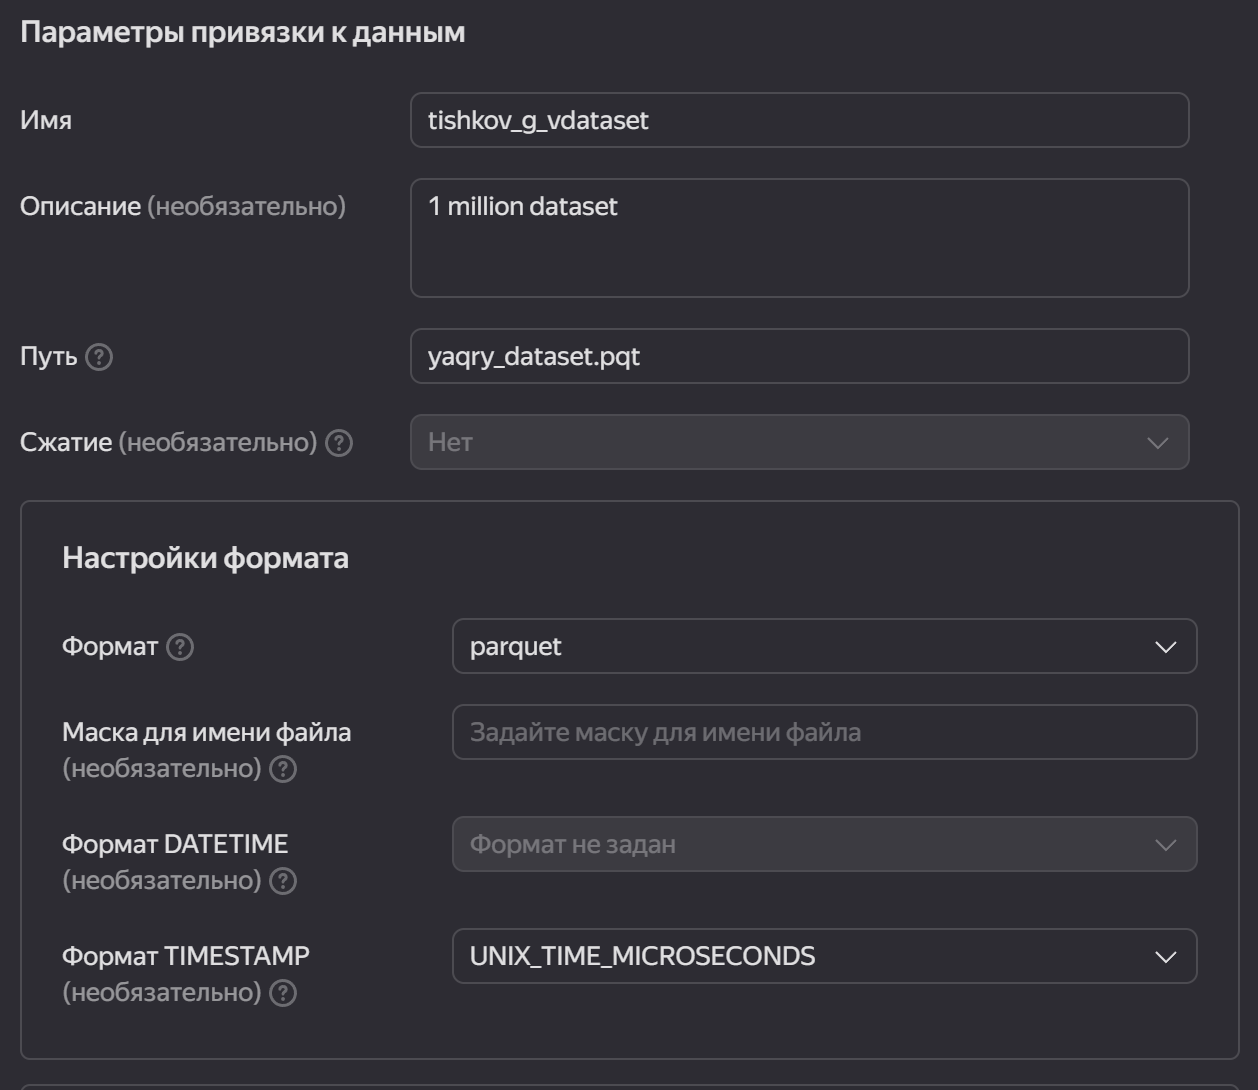 Параметры привязки к данным
Имя
tishkov_g_vdataset
Описание (необязательно)
1 million dataset
Путь ?
yaqry_dataset.pqt
Сжатие (необязательно) ?
Нет
Настройки формата
Формат ?
parquet
Маска для имени файла
(необязательно) ?
Задайте маску для имени файла
Формат DATETIME
(необязательно) ?
Формат не задан
Формат TIMESTAMP
(необязательно) ?
UNIX_TIME_MICROSECONDS